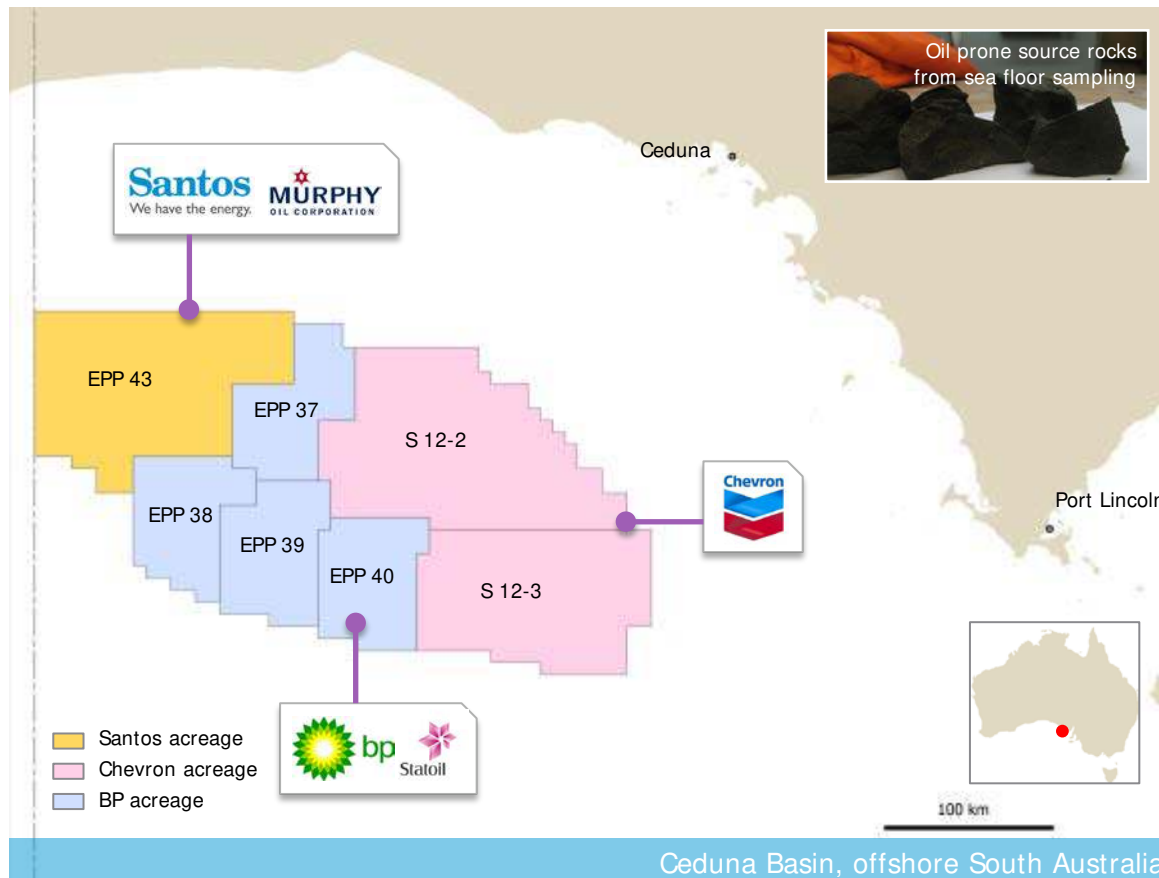 Oil prone source rocks
from sea floor sampling
Ceduna
Santos
We have the energy.
MURPHY
OIL CORPORATION
EPP 43
EPP 37
S 12-2
Chevron
Port Lincoln
EPP 38
EPP 39
EPP 40
S 12-3
bp
Statoil
Santos acreage
Chevron acreage
BP acreage
100 km
Ceduna Basin, offshore South Australia